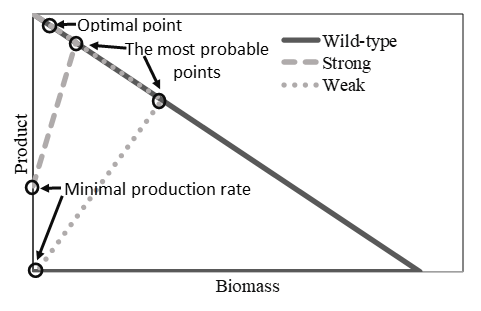 Optimal point
The most probable
points
Wild-type
Strong
Weak
Product
Minimal production rate
Biomass